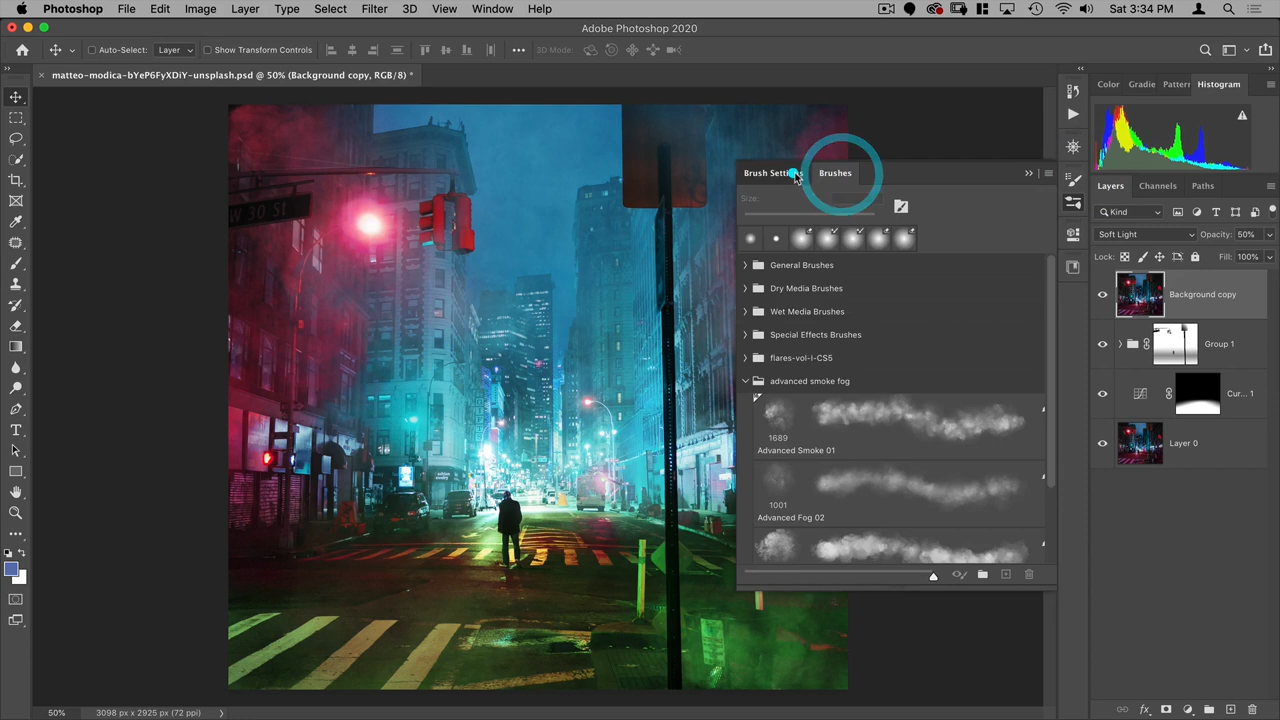 Photoshop File Edit Image Layer Type Select Filter 3D View Window Help
Sat 3:34 PM
Adobe Photoshop 2020
Auto-Select: Layer Show Transform Controls 3D Mode:
matteo-modica-bYeP6FyXDiY-unsplash.psd @ 50% (Background copy, RGB/8) *
Color Gradie Pattern Histogram
W 30 ST
Brush Settings Brushes
Size:
General Brushes
Dry Media Brushes
Wet Media Brushes
Special Effects Brushes
flares-vol-I-CS5
advanced smoke fog
1689
Advanced Smoke 01
1001
Advanced Fog 02
Layers Channels Paths
Kind
Soft Light Opacity: 50%
Lock: Fill: 100%
Background copy
Group 1
Cur... 1
Layer 0
50% 3098 px x 2925 px (72 ppi)
fx